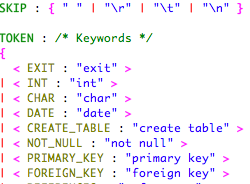 SKIP : { " " | "\r" | "\t" | "\n" }
TOKEN : /* Keywords */
{
< EXIT : "exit" >
| < INT : "int" >
| < CHAR : "char" >
| < DATE : "date" >
| < CREATE_TABLE : "create table" >
| < NOT_NULL : "not null" >
| < PRIMARY_KEY : "primary key" >
| < FOREIGN_KEY : "foreign key" >